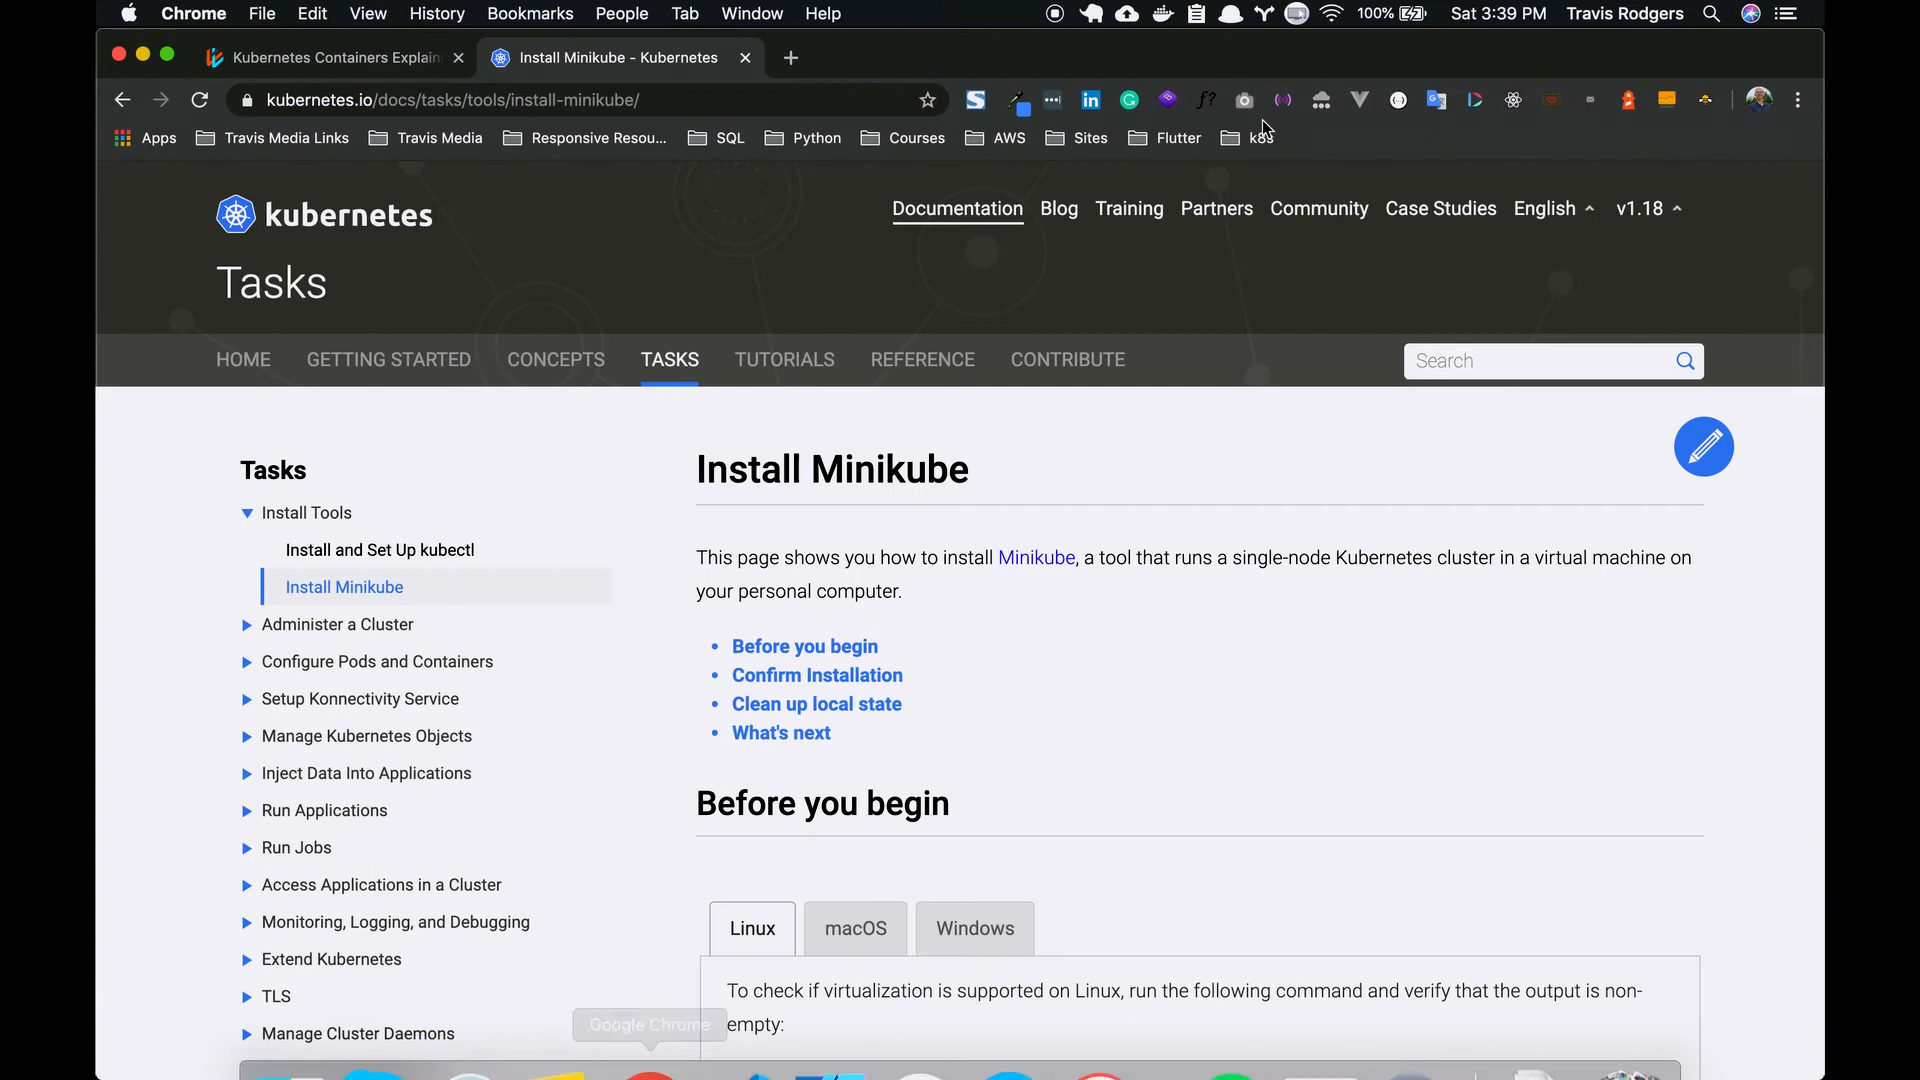 Chrome File Edit View History Bookmarks People Tab Window Help 100% Sat 3:39 PM Travis Rodgers
Kubernetes Containers Explain Install Minikube - Kubernetes
kubernetes.io/docs/tasks/tools/install-minikube/
Apps Travis Media Links Travis Media Responsive Resou... SQL Python Courses AWS Sites Flutter k8s
kubernetes Documentation Blog Training Partners Community Case Studies English v1.18
Tasks
HOME GETTING STARTED CONCEPTS TASKS TUTORIALS REFERENCE CONTRIBUTE Search
Tasks
Install Tools
Install and Set Up kubectl
Install Minikube
Administer a Cluster
Configure Pods and Containers
Setup Konnectivity Service
Manage Kubernetes Objects
Inject Data Into Applications
Run Applications
Run Jobs
Access Applications in a Cluster
Monitoring, Logging, and Debugging
Extend Kubernetes
TLS
Manage Cluster Daemons
Install Minikube
This page shows you how to install Minikube, a tool that runs a single-node Kubernetes cluster in a virtual machine on
your personal computer.
• Before you begin
• Confirm Installation
• Clean up local state
• What's next
Before you begin
Linux macOS Windows
To check if virtualization is supported on Linux, run the following command and verify that the output is non-
empty:
Google Chrome